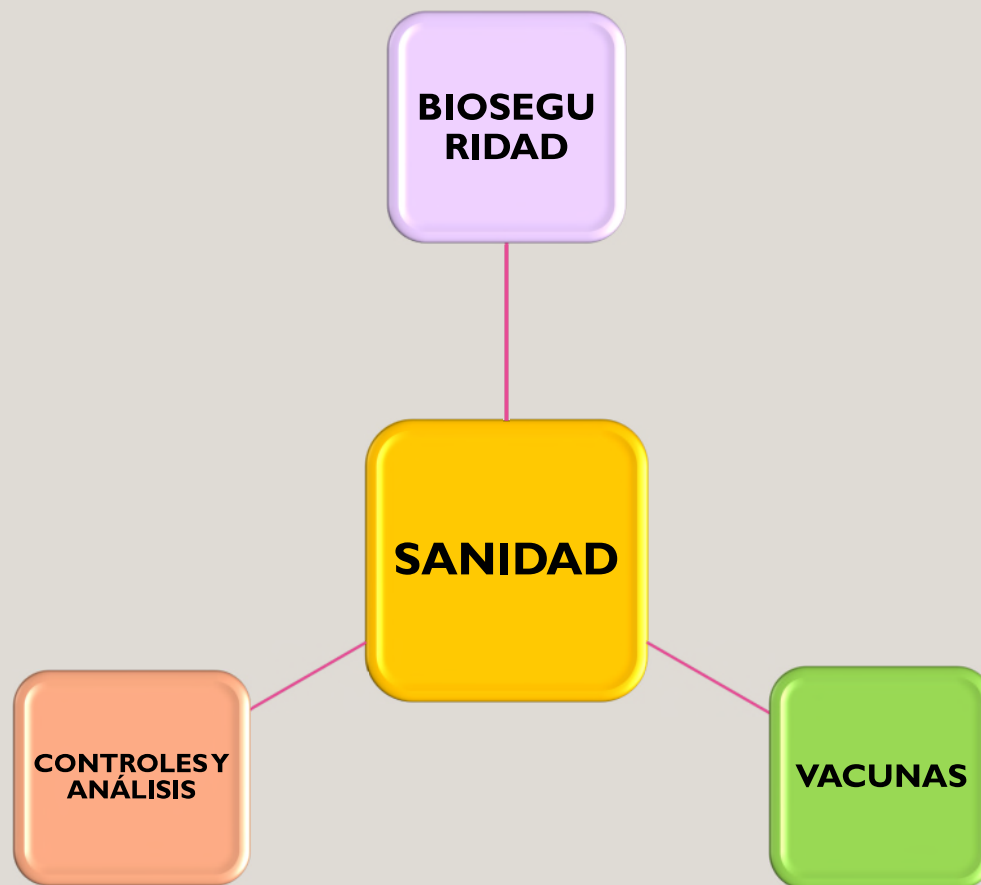 BIOSEGU
RIDAD
SANIDAD
CONTROLES Y
ANÁLISIS
VACUNAS